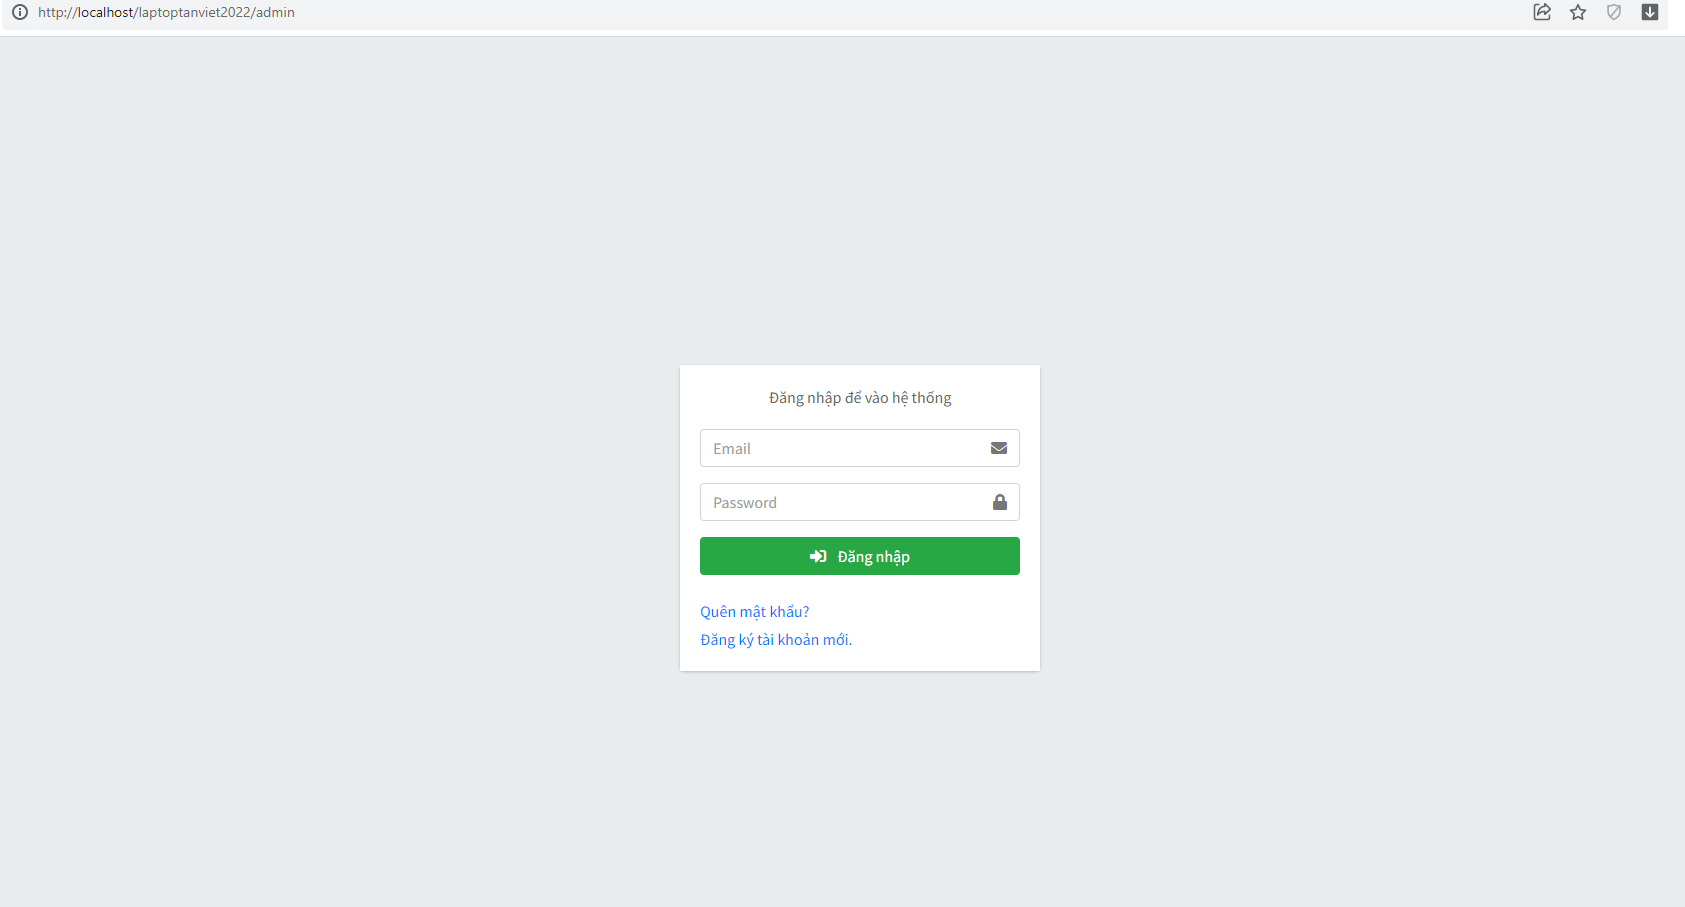 http://localhost/laptoptanviet2022/admin
Đăng nhập để vào hệ thống
Email
Password
Đăng nhập
Quên mật khẩu?
Đăng ký tài khoản mới.